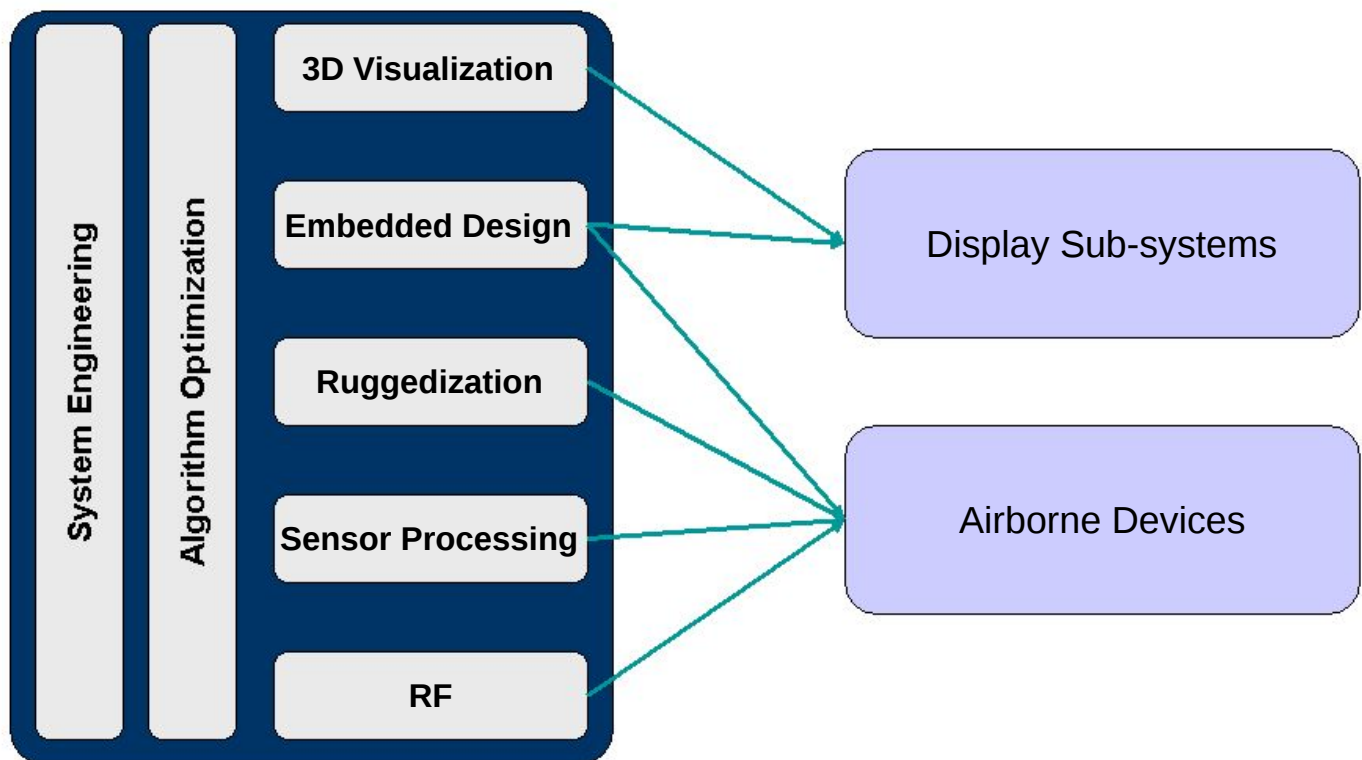 System Engineering
Algorithm Optimization
3D Visualization
Embedded Design
Ruggedization
Sensor Processing
RF
Display Sub-systems
Airborne Devices